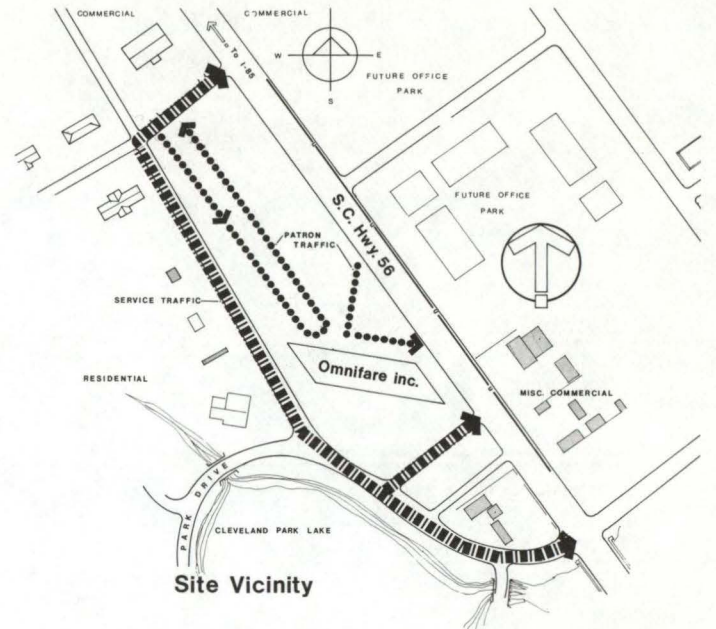 COMMERCIAL
COMMERCIAL
To I-85
W
E
S
FUTURE OFFICE
PARK
S.C. Hwy. 56
FUTURE OFFICE
PARK
PATRON
TRAFFIC
SERVICE TRAFFIC
Omnifare inc.
RESIDENTIAL
MISC. COMMERCIAL
PARK DRIVE
CLEVELAND PARK LAKE
Site Vicinity